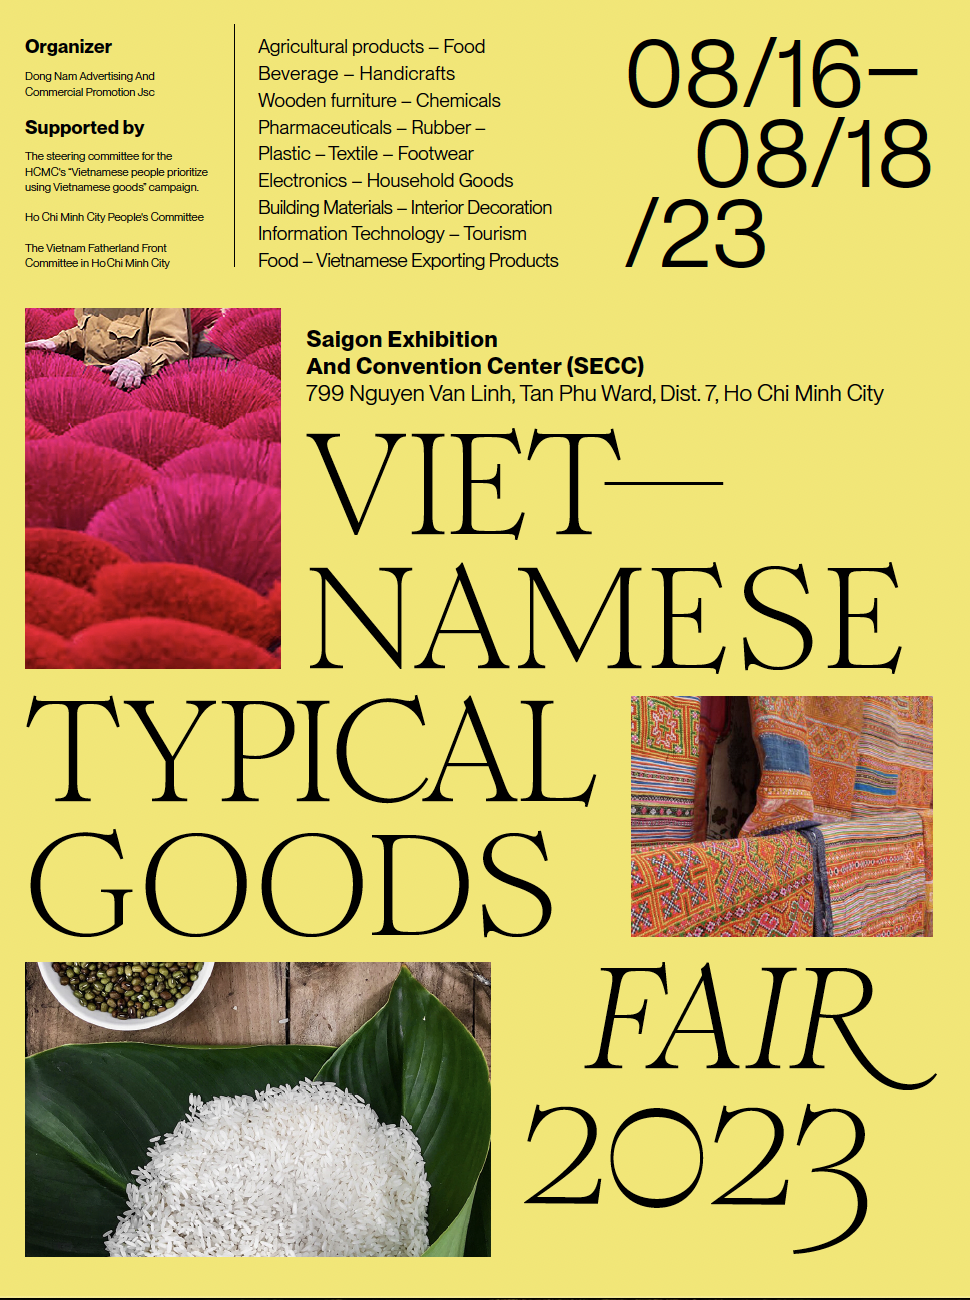 Organizer
Dong Nam Advertising And
Commercial Promotion Jsc
Supported by
The steering committee for the
HCMC's "Vietnamese people prioritize
using Vietnamese goods" campaign.
Ho Chi Minh City People's Committee
The Vietnam Fatherland Front
Committee in Ho Chi Minh City
Agricultural products – Food
Beverage – Handicrafts
Wooden furniture – Chemicals
Pharmaceuticals – Rubber –
Plastic – Textile – Footwear
Electronics – Household Goods
Building Materials – Interior Decoration
Information Technology – Tourism
Food – Vietnamese Exporting Products
08/16–
08/18
/23
Saigon Exhibition
And Convention Center (SECC)
799 Nguyen Van Linh, Tan Phu Ward, Dist. 7, Ho Chi Minh City
VIET—
NAMESE
TYPICAL
GOODS
FAIR
2023